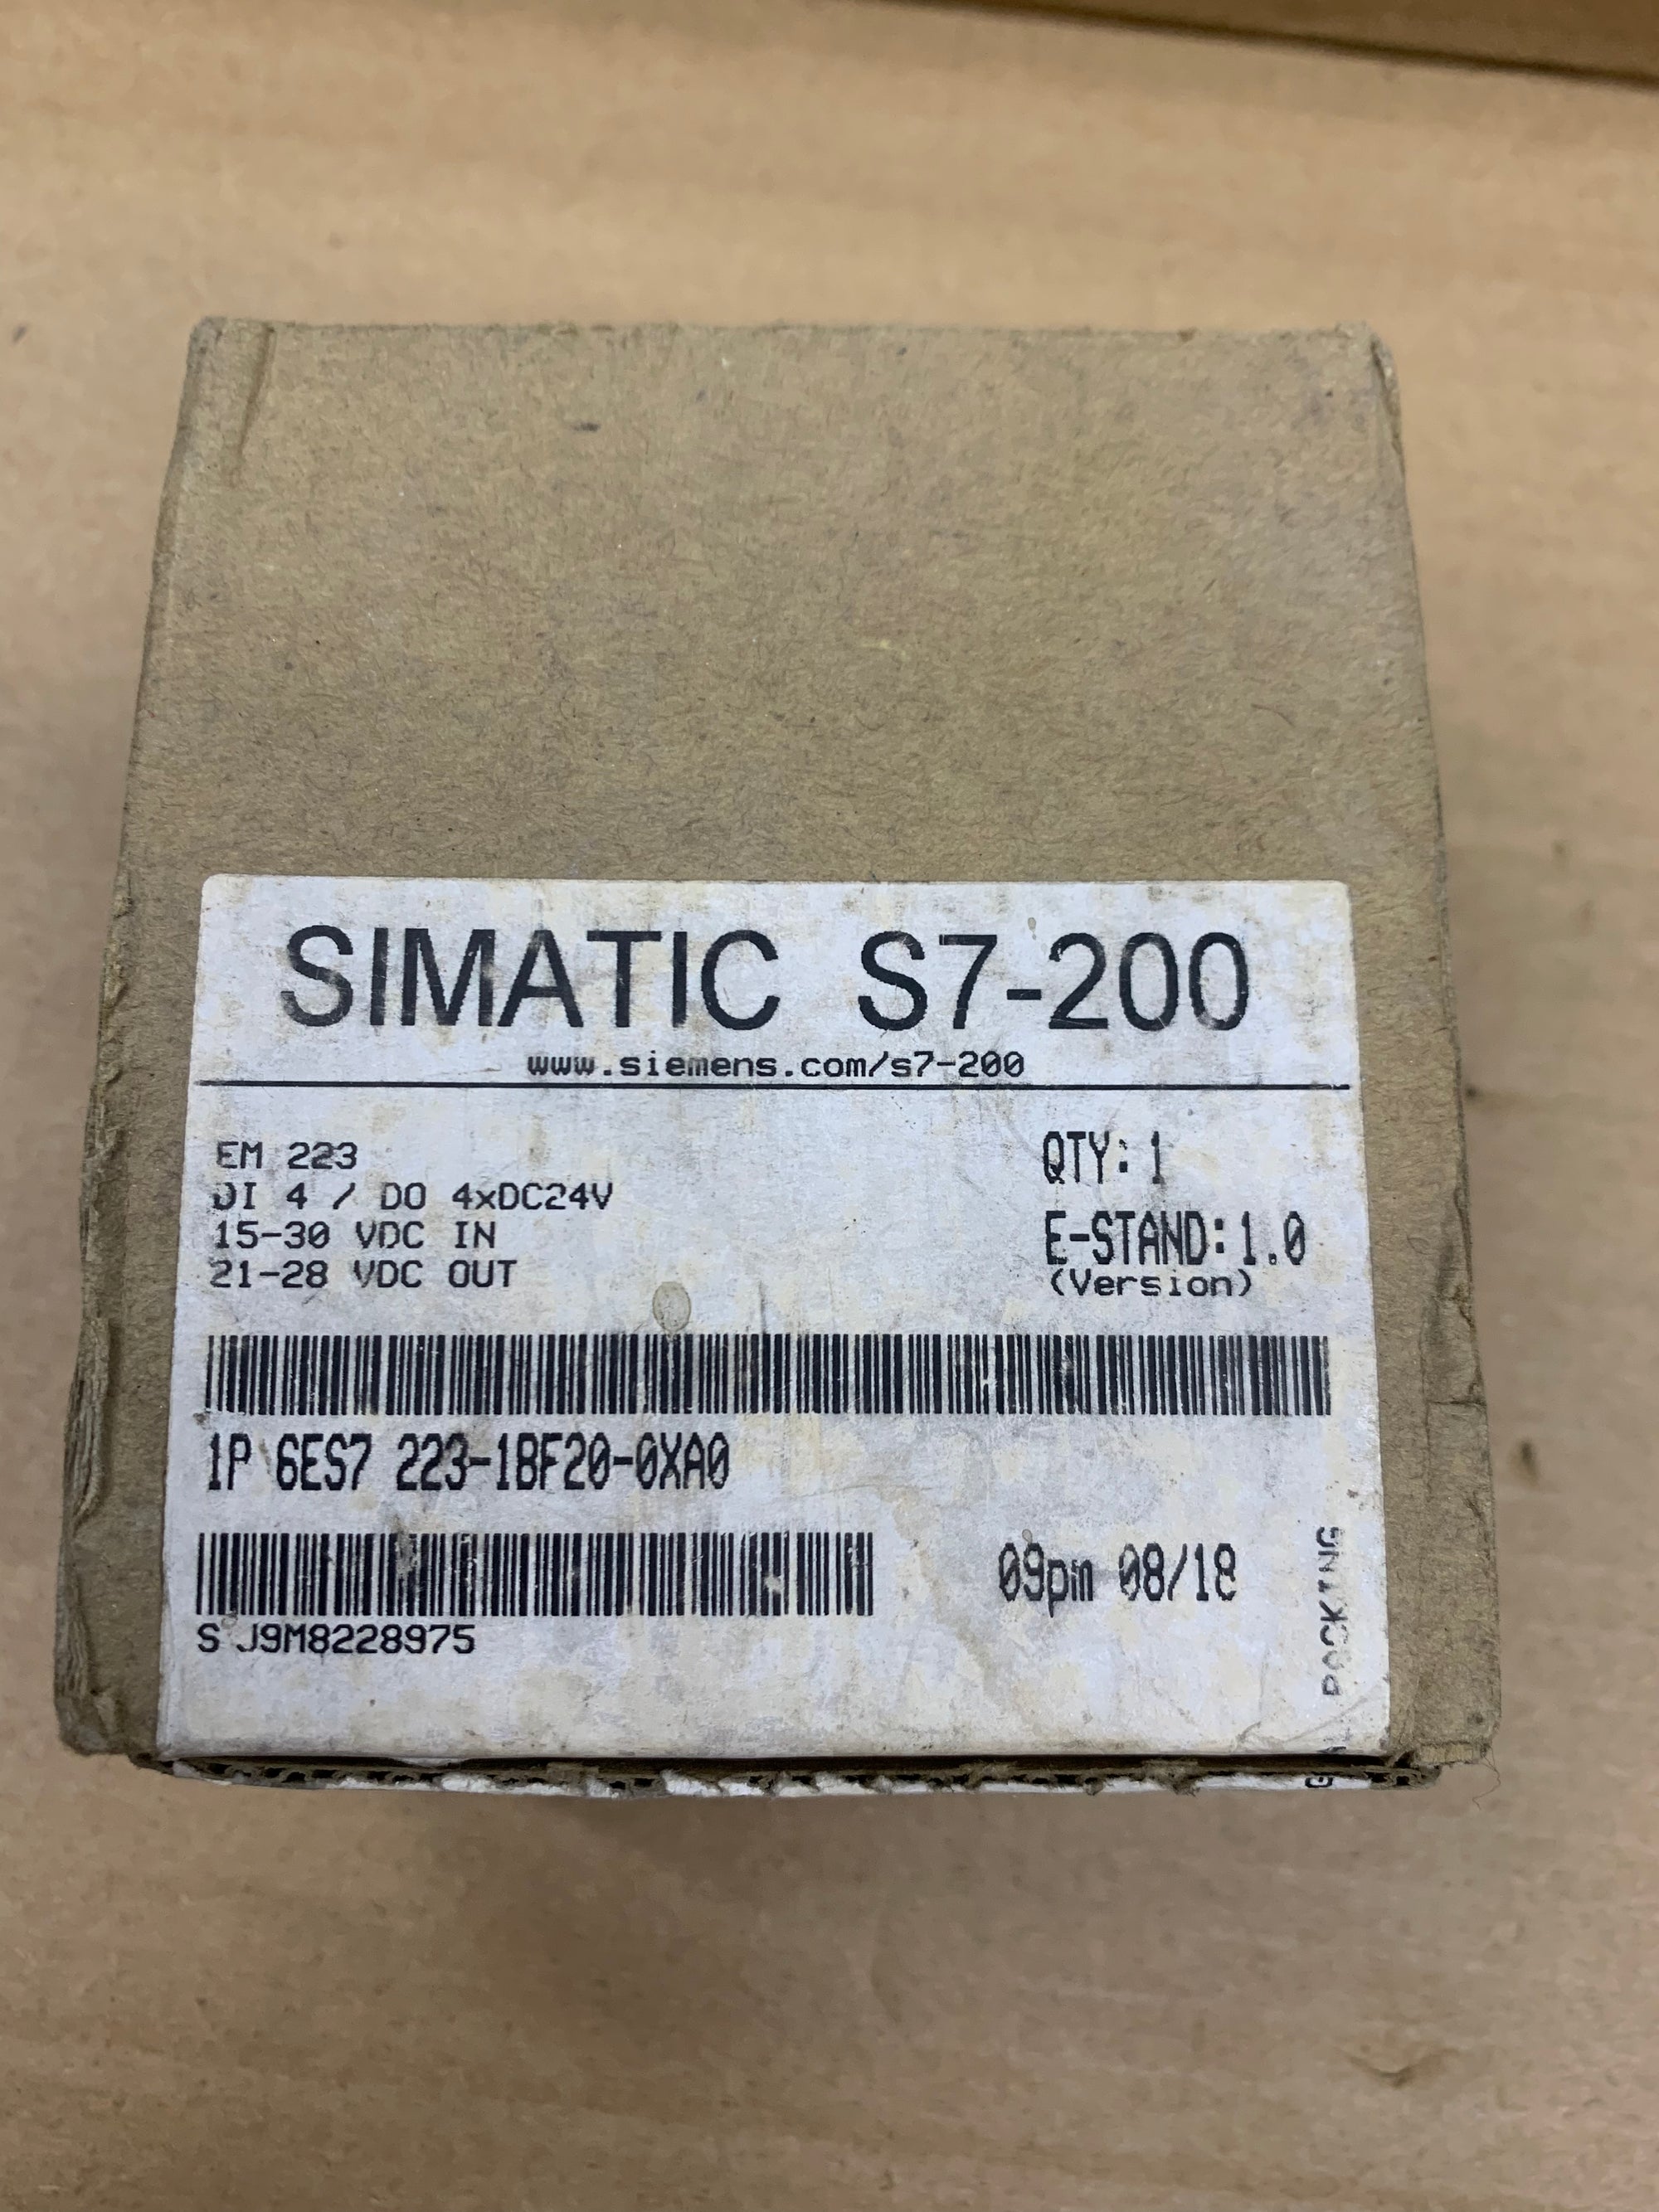 SIMATIC S7-200
www.siemens.com/s7-200
EM 223
DI 4 / DO 4xDC24V
15-30 VDC IN
21-28 VDC OUT
QTY: 1
E-STAND: 1.0
(Version)
1P 6ES7 223-1BF20-0XA0
09pm 08/18
S J9M8228975